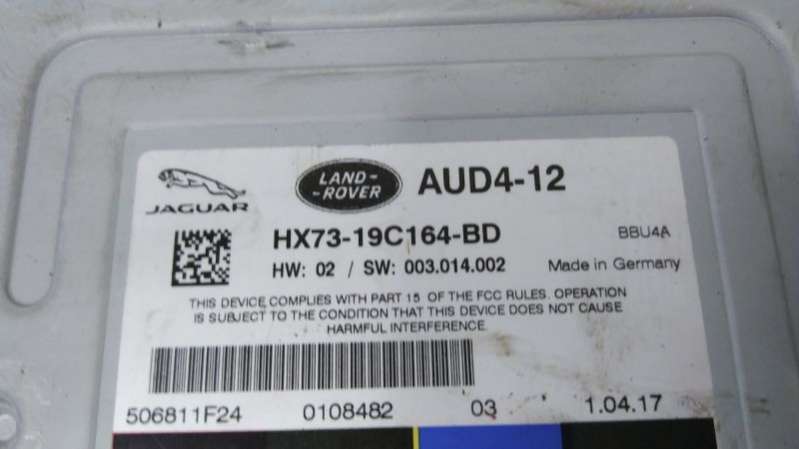 JAGUAR
LAND-
-ROVER
AUD4-12
HX73-19C164-BD
BBU4A
HW: 02 / SW: 003.014.002
Made in Germany
THIS DEVICE COMPLIES WITH PART 15 OF THE FCC RULES. OPERATION
IS SUBJECT TO THE CONDITION THAT THIS DEVICE DOES NOT CAUSE
HARMFUL INTERFERENCE
506811F24 0108482 03 1.04.17